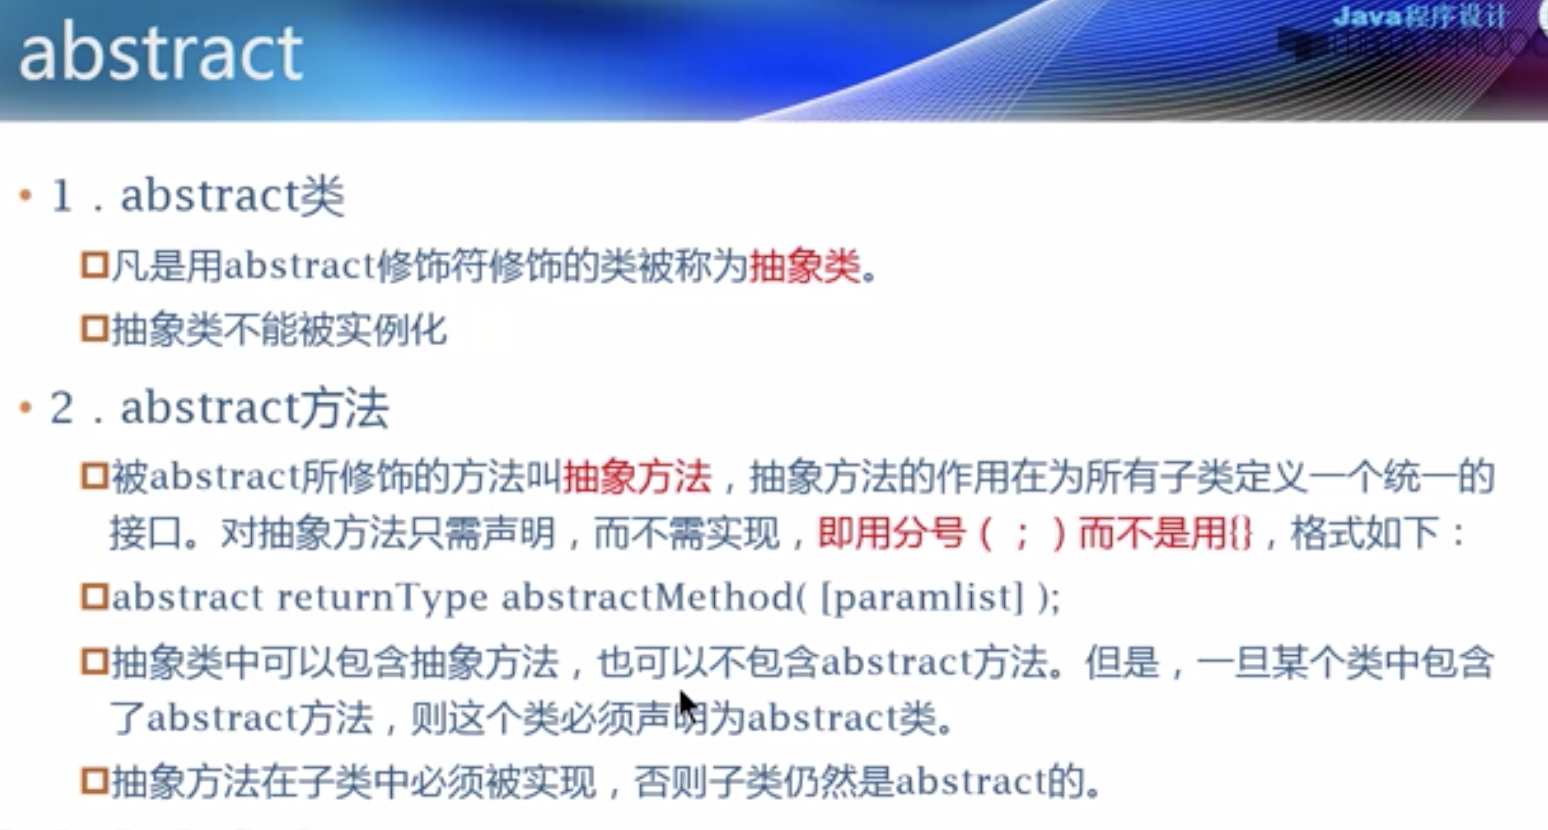 Java程序设计
abstract
• 1．abstract类
凡是用abstract修饰符修饰的类被称为抽象类。
抽象类不能被实例化
• 2．abstract方法
被abstract所修饰的方法叫抽象方法，抽象方法的作用在为所有子类定义一个统一的
接口。对抽象方法只需声明，而不需实现，即用分号（；）而不是用{}，格式如下：
abstract returnType abstractMethod( [paramlist] );
抽象类中可以包含抽象方法，也可以不包含abstract方法。但是，一旦某个类中包含
了abstract方法，则这个类必须声明为abstract类。
抽象方法在子类中必须被实现，否则子类仍然是abstract的。